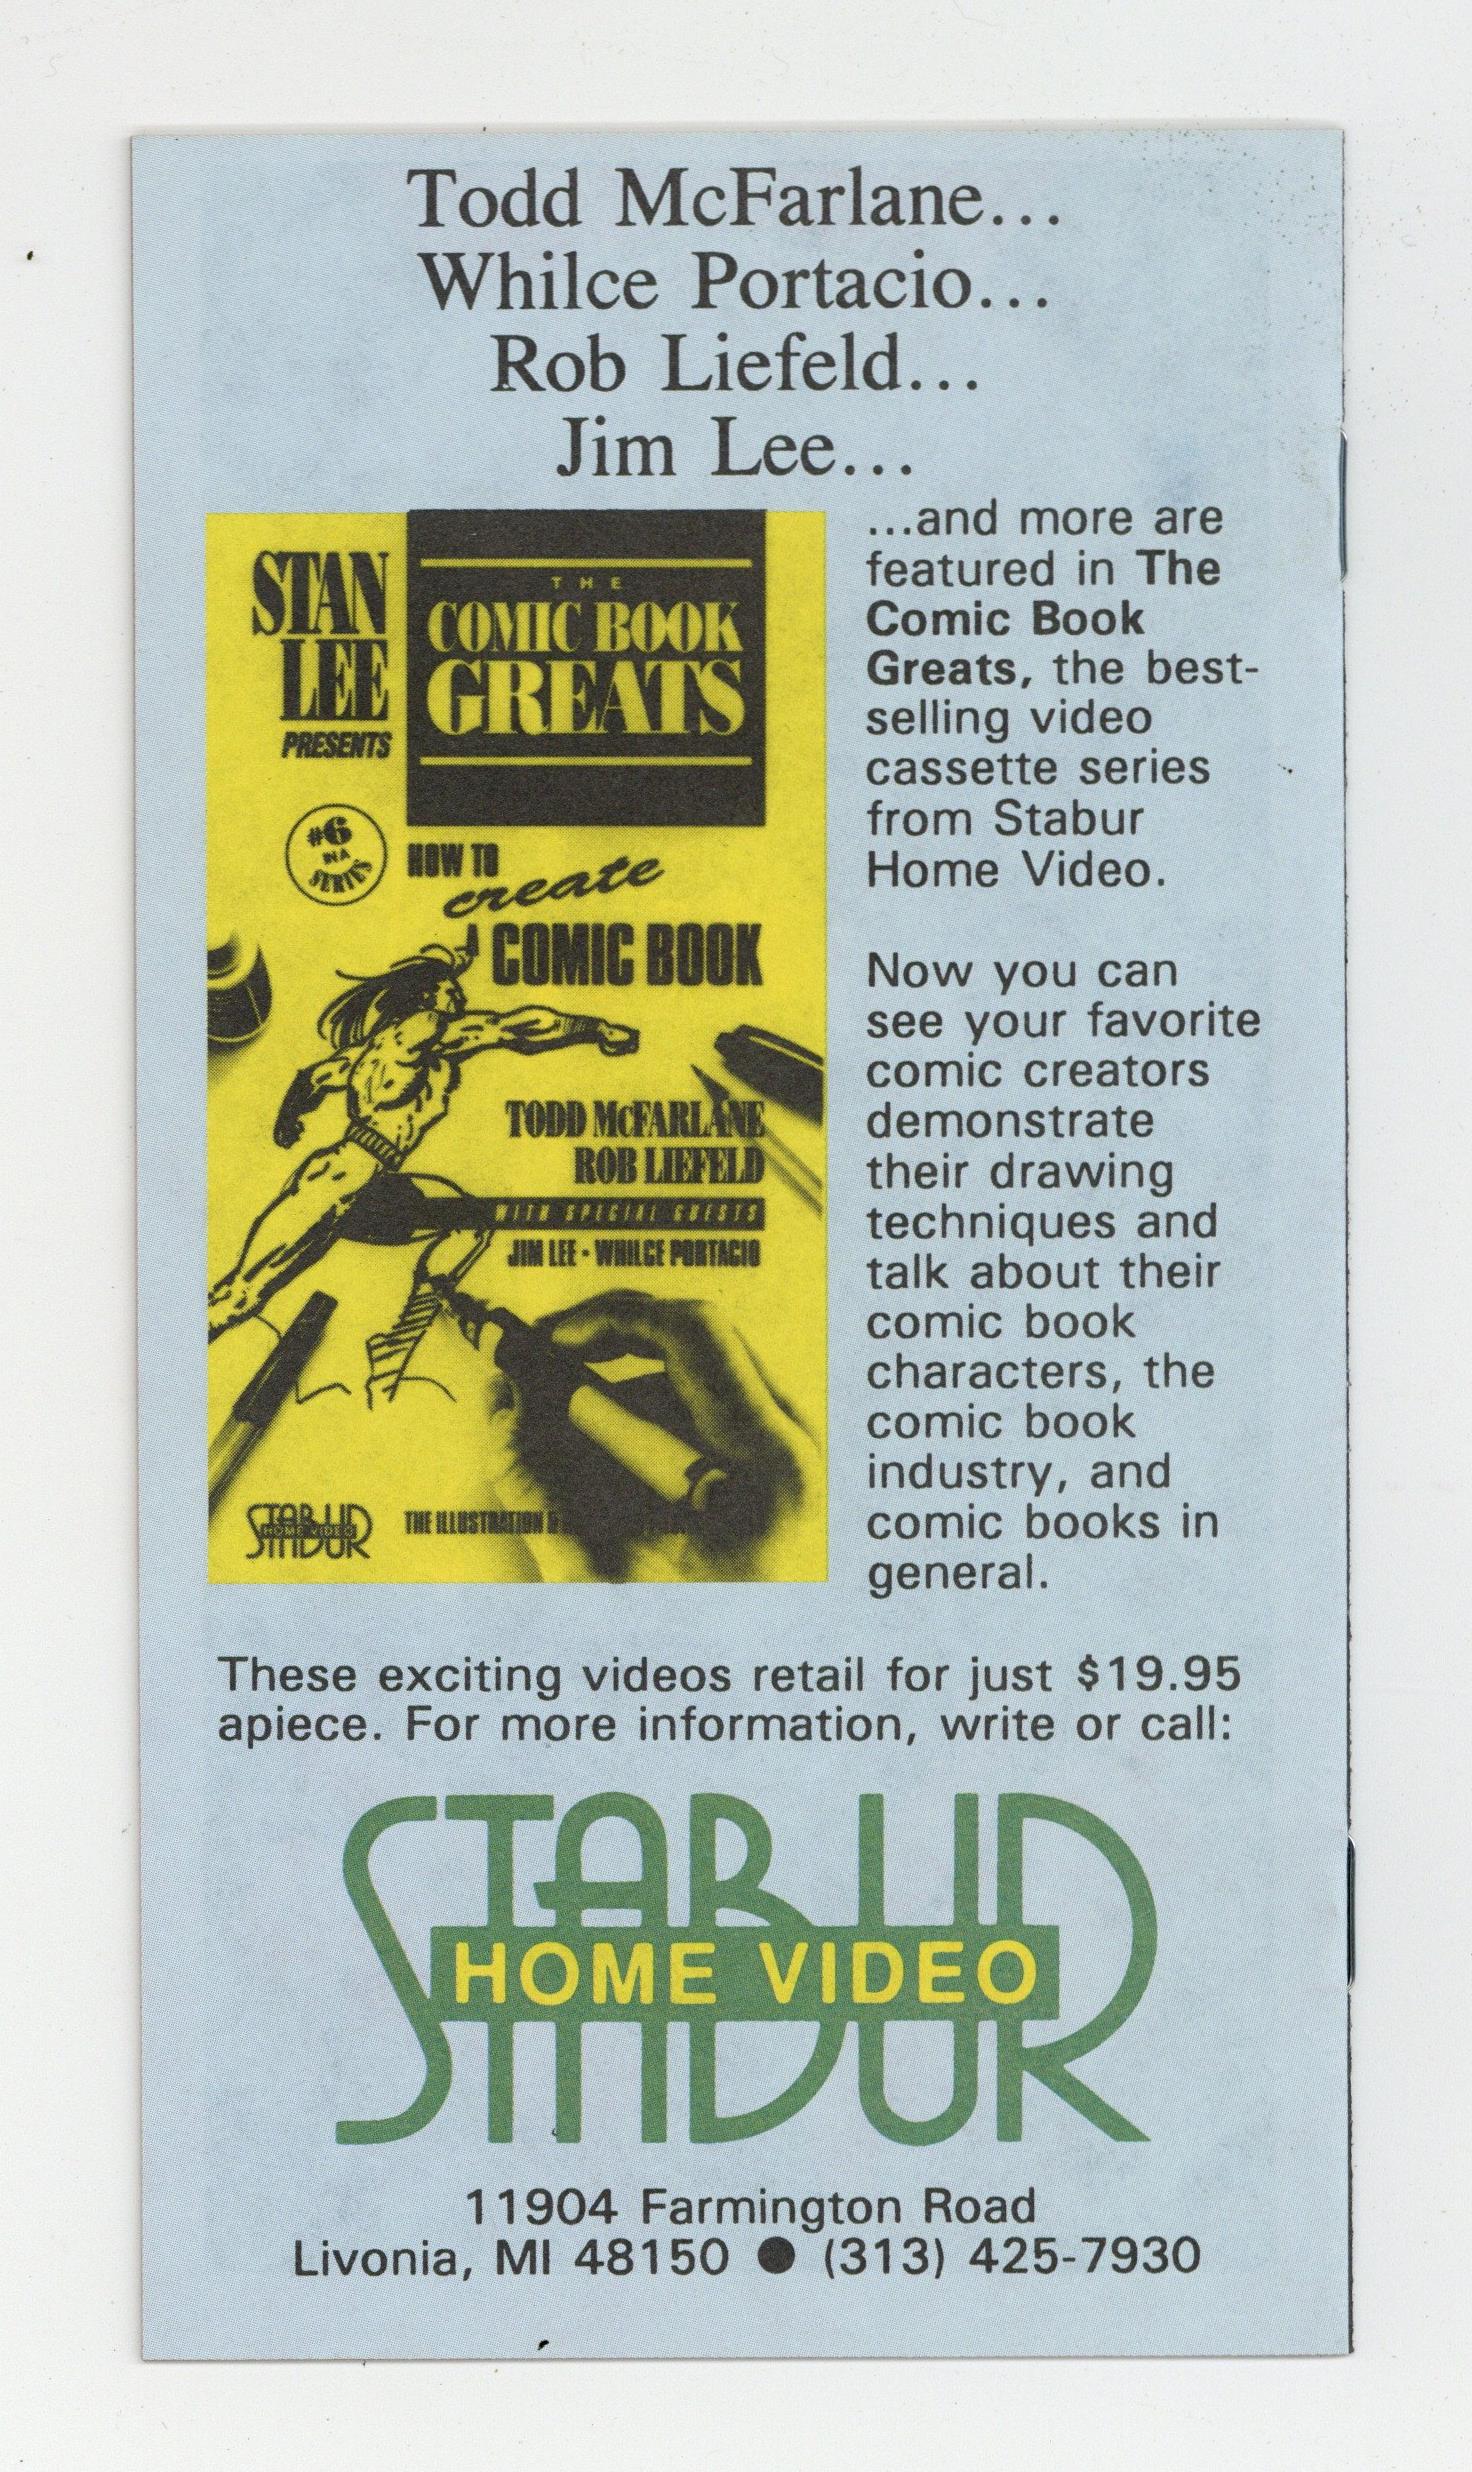 Todd McFarlane...
Whilce Portacio...
Rob Liefeld...
Jim Lee...
STAN
LEE
PRESENTS
THE
COMIC BOOK
GREATS
#6
IN A
SERIES
HOW TO
create
A COMIC BOOK
TODD McFARLANE
ROB LIEFELD
WITH SPECIAL GUESTS
JIM LEE • WHILCE PORTACIO
STABUR
HOME VIDEO
THE ILLUSTRATION
...and more are
featured in The
Comic Book
Greats, the best-
selling video
cassette series
from Stabur
Home Video.
Now you can
see your favorite
comic creators
demonstrate
their drawing
techniques and
talk about their
comic book
characters, the
comic book
industry, and
comic books in
general.
These exciting videos retail for just $19.95
apiece. For more information, write or call:
STABUR
HOME VIDEO
11904 Farmington Road
Livonia, MI 48150 ● (313) 425-7930